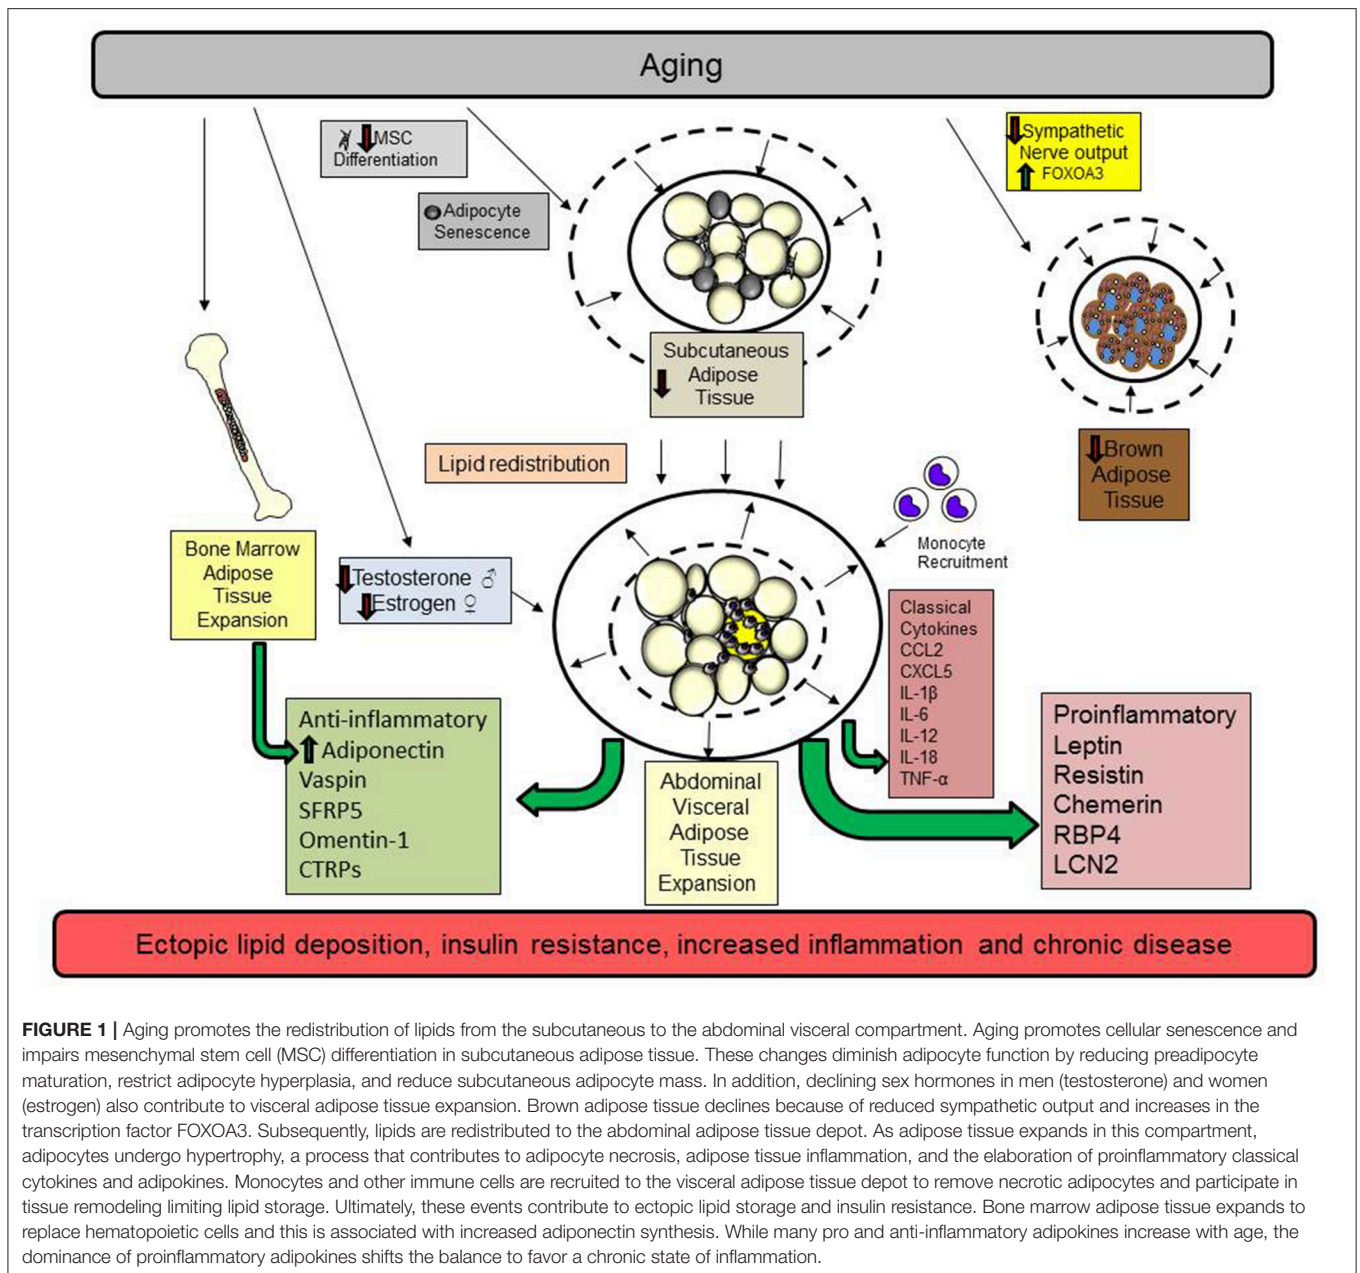 Aging
MSC
Differentiation
Adipocyte
Senescence
Sympathetic
Nerve output
FOXOA3
Subcutaneous
Adipose
Tissue
Brown
Adipose
Tissue
Lipid redistribution
Monocyte
Recruitment
Bone Marrow
Adipose
Tissue
Expansion
Testosterone ♂
Estrogen ♀
Classical
Cytokines
CCL2
CXCL5
IL-1β
IL-6
IL-12
IL-18
TNF-α
Anti-inflammatory
Adiponectin
Vaspin
SFRP5
Omentin-1
CTRPs
Abdominal
Visceral
Adipose
Tissue
Expansion
Proinflammatory
Leptin
Resistin
Chemerin
RBP4
LCN2
Ectopic lipid deposition, insulin resistance, increased inflammation and chronic disease
FIGURE 1 | Aging promotes the redistribution of lipids from the subcutaneous to the abdominal visceral compartment. Aging promotes cellular senescence and
impairs mesenchymal stem cell (MSC) differentiation in subcutaneous adipose tissue. These changes diminish adipocyte function by reducing preadipocyte
maturation, restrict adipocyte hyperplasia, and reduce subcutaneous adipocyte mass. In addition, declining sex hormones in men (testosterone) and women
(estrogen) also contribute to visceral adipose tissue expansion. Brown adipose tissue declines because of reduced sympathetic output and increases in the
transcription factor FOXOA3. Subsequently, lipids are redistributed to the abdominal adipose tissue depot. As adipose tissue expands in this compartment,
adipocytes undergo hypertrophy, a process that contributes to adipocyte necrosis, adipose tissue inflammation, and the elaboration of proinflammatory classical
cytokines and adipokines. Monocytes and other immune cells are recruited to the visceral adipose tissue depot to remove necrotic adipocytes and participate in
tissue remodeling limiting lipid storage. Ultimately, these events contribute to ectopic lipid storage and insulin resistance. Bone marrow adipose tissue expands to
replace hematopoietic cells and this is associated with increased adiponectin synthesis. While many pro and anti-inflammatory adipokines increase with age, the
dominance of proinflammatory adipokines shifts the balance to favor a chronic state of inflammation.